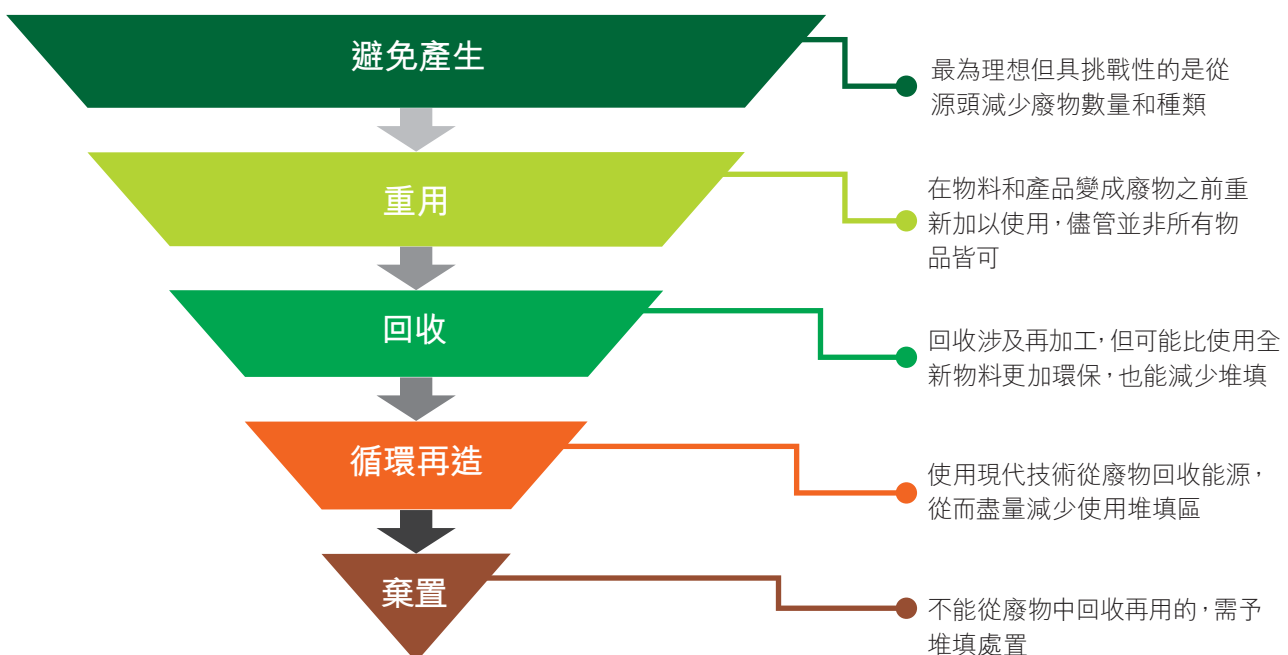 避免產生
最為理想但具挑戰性的是從
源頭減少廢物數量和種類
重用
在物料和產品變成廢物之前重
新加以使用，儘管並非所有物
品皆可
回收
回收涉及再加工，但可能比使用全
新物料更加環保，也能減少堆填
循環再造
使用現代技術從廢物回收能源，
從而盡量減少使用堆填區
棄置
不能從廢物中回收再用的，需予
堆填處置